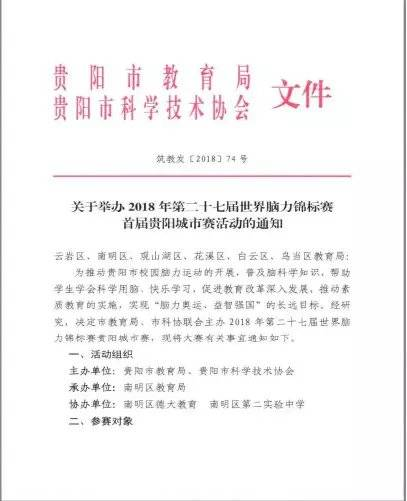 贵阳市教育局
贵阳市科学技术协会 文件
筑教发〔2018〕74号
关于举办2018年第二十七届世界脑力锦标赛
首届贵阳城市赛活动的通知
云岩区、南明区、观山湖区、花溪区、白云区、乌当区教育局:
为推动贵阳市校园脑力运动的开展，普及脑科学知识，帮助
学生学会科学用脑、快乐学习，促进教育改革深入发展，推动素
质教育的实施，实现“脑力奥运、益智强国”的长远目标。经研
究，决定市教育局、市科协联合主办2018年第二十七届世界脑
力锦标赛贵阳城市赛，现将大赛有关事宜通知如下。
一、活动组织
主办单位：贵阳市教育局、贵阳市科学技术协会
承办单位：南明区教育局
协办单位：南明区德犬教育 南明区第二实验中学
二、参赛对象